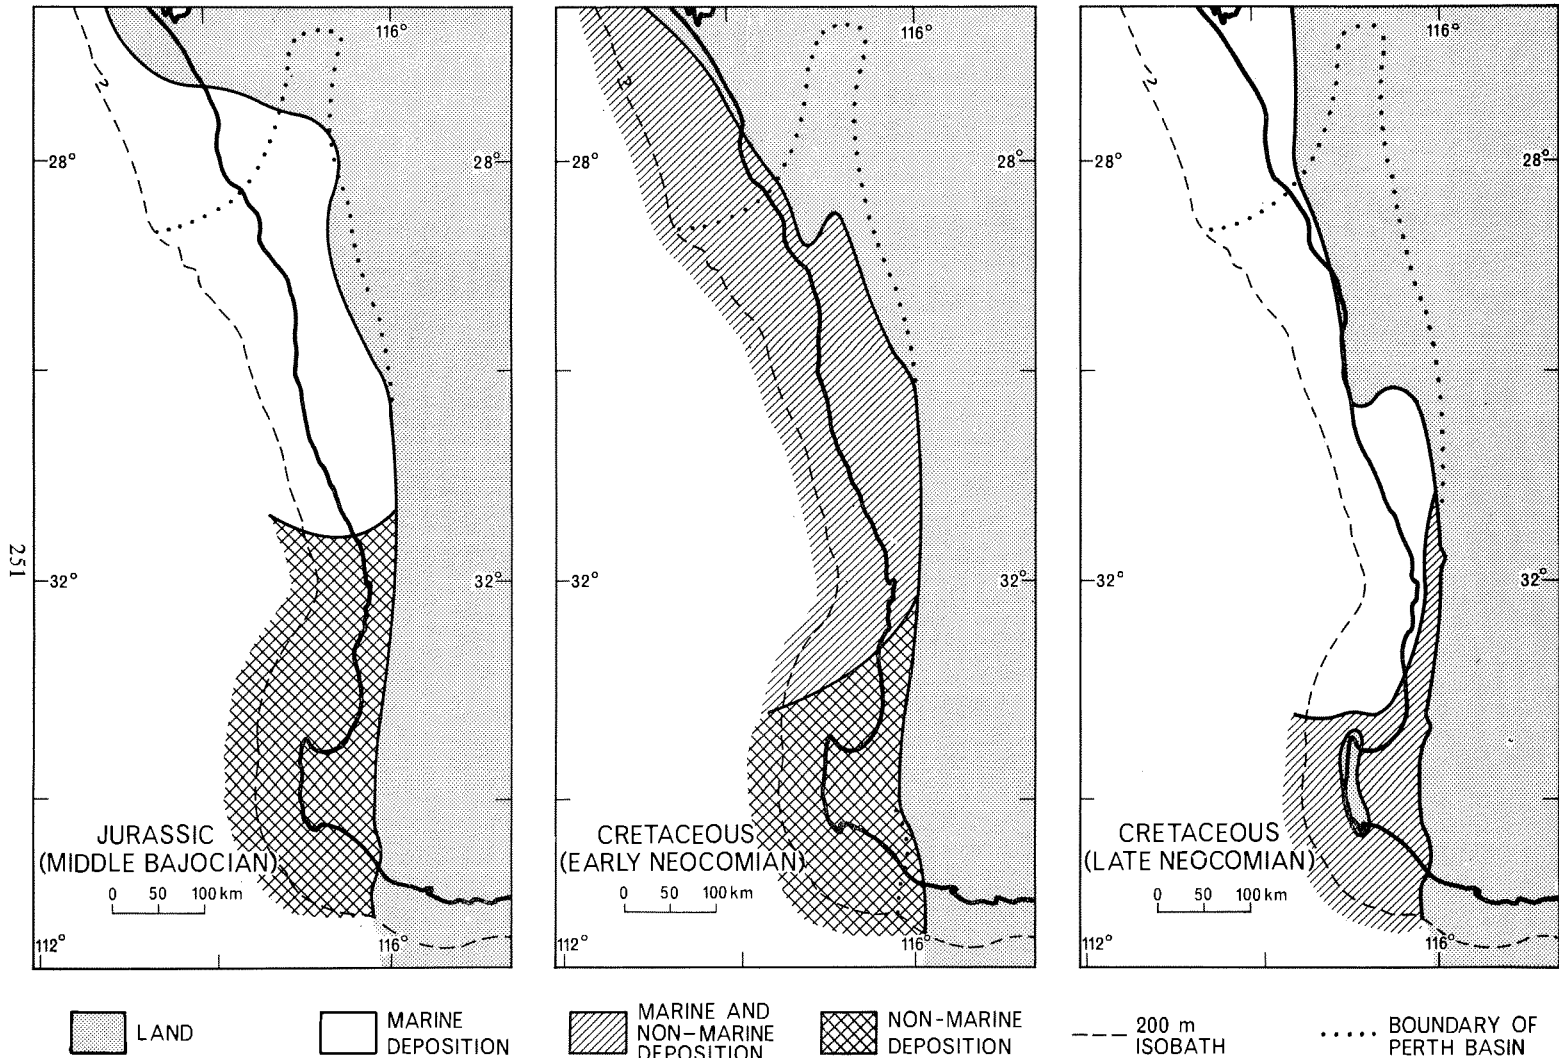 116°
28°
28°
32°
32°
JURASSIC
(MIDDLE BAJOCIAN)
0 50 100 km
112°
116°
116°
28°
28°
32°
32°
CRETACEOUS
(EARLY NEOCOMIAN)
0 50 100 km
116°
116°
?
28°
28°
32°
32°
CRETACEOUS
(LATE NEOCOMIAN)
0 50 100 km
112°
116°
?
?
251
LAND
MARINE
DEPOSITION
MARINE AND
NON-MARINE
DEPOSITION
NON-MARINE
DEPOSITION
200 m
ISOBATH
BOUNDARY OF
PERTH BASIN